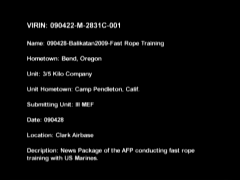 VIRIN: 090422-M-2831C-001
Name: 090428-Balikatan2009-Fast Rope Training
Hometown: Bend, Oregon
Unit: 3/5 Kilo Company
Unit Hometown: Camp Pendleton, Calif.
Submitting Unit: III MEF
Date: 090428
Location: Clark Airbase
Decription: News Package of the AFP conducting fast rope
training with US Marines.